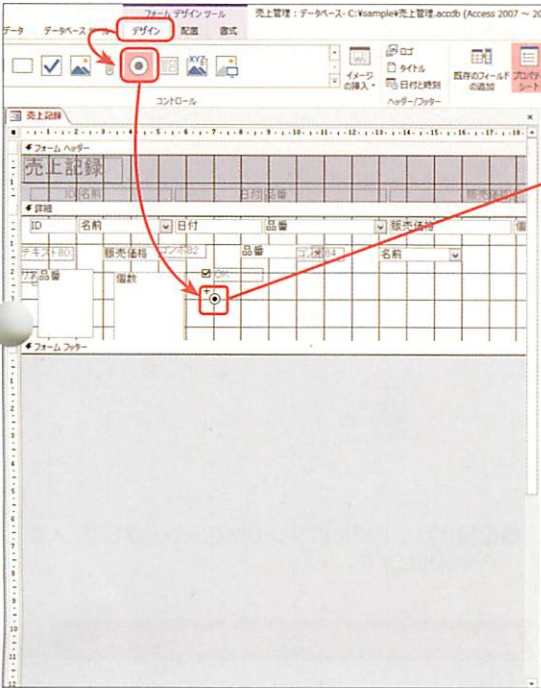 フォーム デザイン ツール 売上管理 : データベース- C:¥sample¥売上管理.accdb (Access 2007 ～ 20
データ データベース ツール デザイン 配置 書式
イメージの挿入
ロゴ
タイトル
日付と時刻
既存のフィールドの追加
プロパティ
シート
コントロール ヘッダー/フッター
売上記録
フォーム ヘッダー
売上記録
ID 名前 日付 品番 販売価格
詳細
ID 名前 日付 品番 販売価格 個
テキスト80 販売価格 コンボ82 品番 名前
品番 個数 OK
フォーム フッター